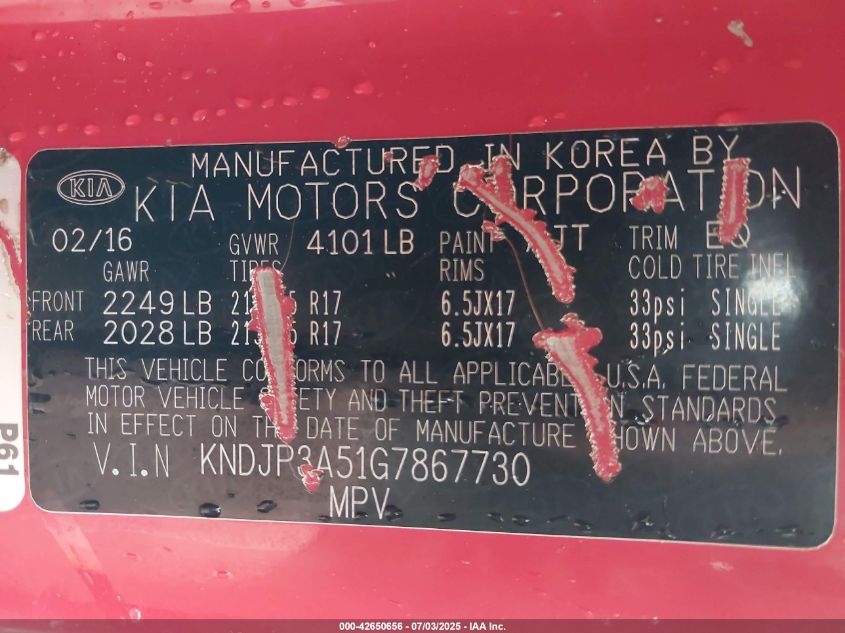 MANUFACTURED IN KOREA BY
KIA KIA MOTORS CORPORATION
02/16 GVWR 4101 LB PAINT TRIM EQ
GAWR TIRES RIMS COLD TIRE INFL
FRONT 2249 LB R17 6.5JX17 33psi SINGLE
REAR 2028 LB R17 6.5JX17 33psi SINGLE
THIS VEHICLE CONFORMS TO ALL APPLICABLE U.S.A. FEDERAL
MOTOR VEHICLE SAFETY AND THEFT PREVENTION STANDARDS
IN EFFECT ON THE DATE OF MANUFACTURE SHOWN ABOVE.
V.I.N KNDJP3A51G7867730
MPV
P61
000-42650656 - 07/03/2025 - IAA Inc.